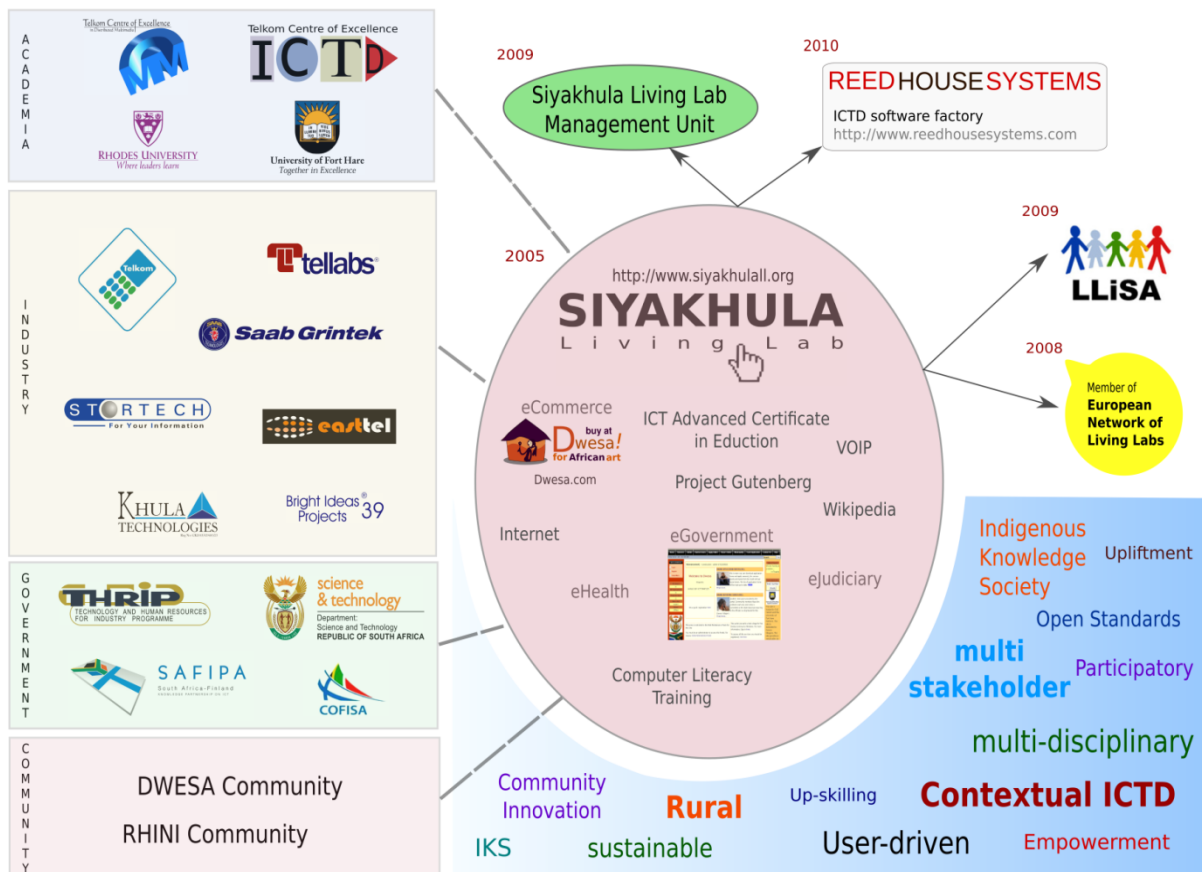 ACADEMIA
Telkom Centre of Excellence
in Distributed Multimedia
Telkom Centre of Excellence
ICTD
RHODES UNIVERSITY
Where leaders learn
University of Fort Hare
Together in Excellence
INDUSTRY
Telkom
tellabs®
Saab Grintek
STORTECH
For Your Information
easttel
KHULA
TECHNOLOGIES
Bright Ideas®
Projects 39
GOVERNMENT
THRIP
TECHNOLOGY AND HUMAN RESOURCES
FOR INDUSTRY PROGRAMME
science
& technology
Department:
Science and Technology
REPUBLIC OF SOUTH AFRICA
SAFIPA
South Africa-Finland
KNOWLEDGE PARTNERSHIP ON ICT
COFISA
COMMUNITY
DWESA Community
RHINI Community
2009
Siyakhula Living Lab
Management Unit
2010
REEDHOUSESYSTEMS
ICTD software factory
http://www.reedhousesystems.com
2009
LLiSA
2008
Member of
European
Network of
Living Labs
2005
http://www.siyakhulall.org
SIYAKHULA
Living Lab
eCommerce
buy at
Dwesa!
for African art
Dwesa.com
ICT Advanced Certificate
in Eduction
VOIP
Project Gutenberg
Wikipedia
Internet
eGovernment
eHealth
eJudiciary
Computer Literacy
Training
Indigenous
Knowledge
Society
Upliftment
Open Standards
multi
stakeholder
Participatory
multi-disciplinary
Community
Innovation
Rural
Up-skilling
Contextual ICTD
IKS
sustainable
User-driven
Empowerment